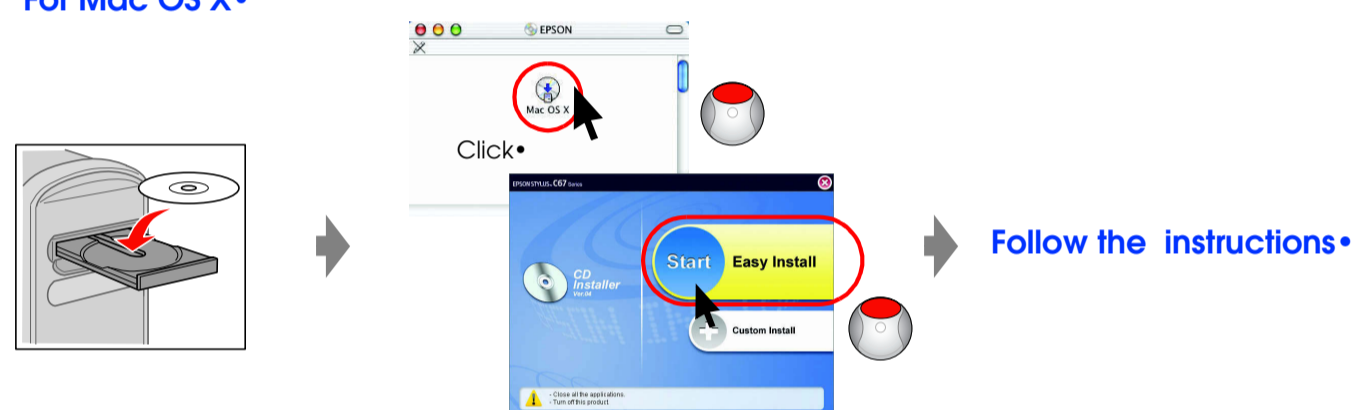 For Mac OS X•
EPSON
Mac OS X
Click•
EPSON STYLUS C67 Series
Start Easy Install
CD
Installer
Ver.04
Custom Install
- Close all the applications.
- Turn off this product.
Follow the instructions•